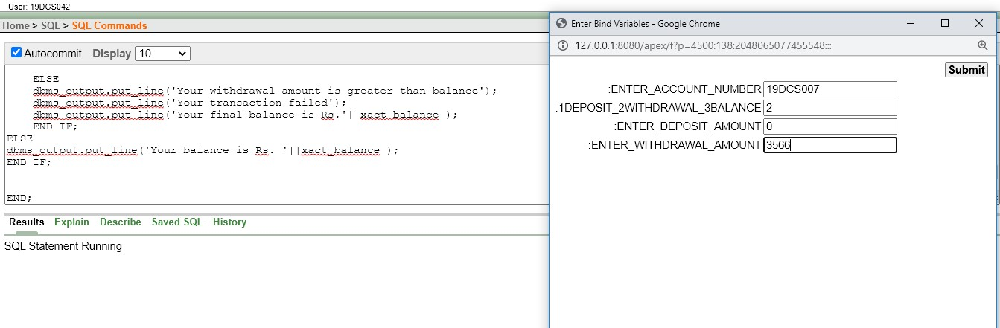 User: 19DCS042
Home > SQL > SQL Commands
Autocommit Display 10
ELSE
dbms_output.put_line('Your withdrawal amount is greater than balance');
dbms_output.put_line('Your transaction failed');
dbms_output.put_line('Your final balance is Rs.'||xact_balance );
END IF;
ELSE
dbms_output.put_line('Your balance is Rs. '||xact_balance );
END IF;
END;
Results Explain Describe Saved SQL History
SQL Statement Running
Enter Bind Variables - Google Chrome
127.0.0.1:8080/apex/f?p=4500:138:2048065077455548:::
Submit
:ENTER_ACCOUNT_NUMBER 19DCS007
:1DEPOSIT_2WITHDRAWAL_3BALANCE 2
:ENTER_DEPOSIT_AMOUNT 0
:ENTER_WITHDRAWAL_AMOUNT 3566